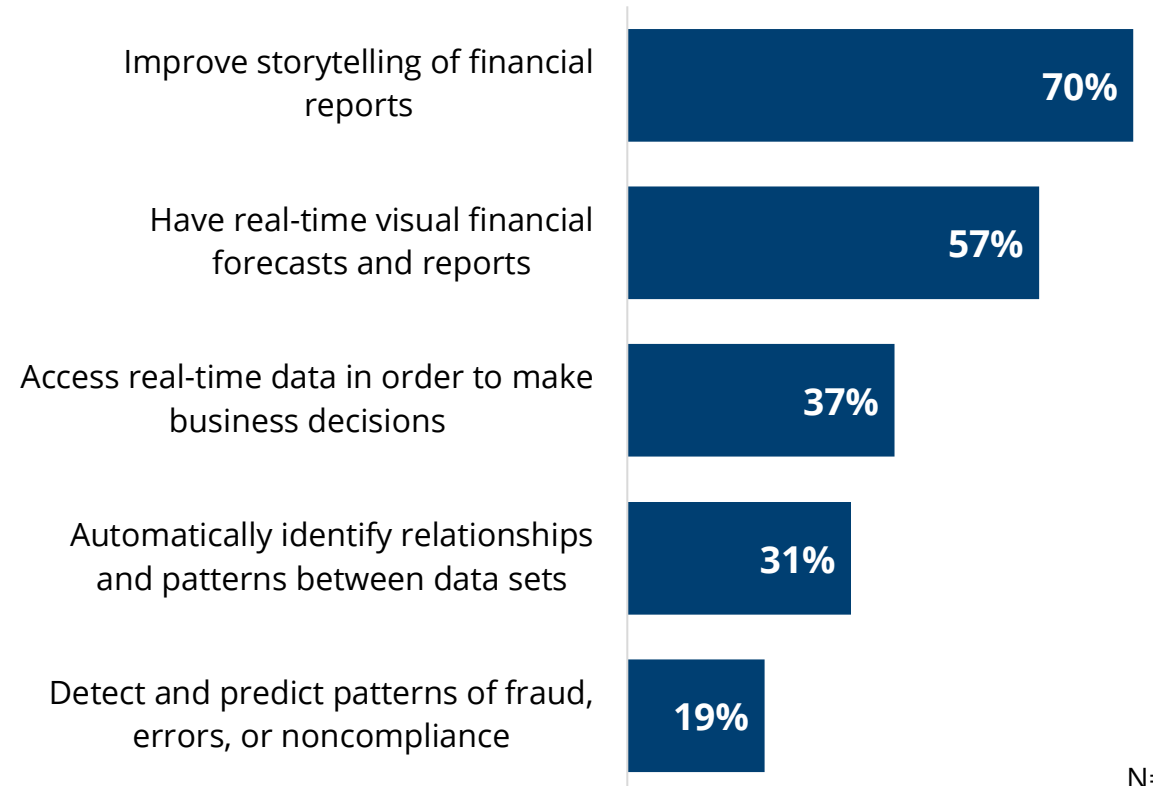 Improve storytelling of financial
reports
70%
Have real-time visual financial
forecasts and reports
57%
Access real-time data in order to make
business decisions
37%
Automatically identify relationships
and patterns between data sets
31%
Detect and predict patterns of fraud,
errors, or noncompliance
19%
N=